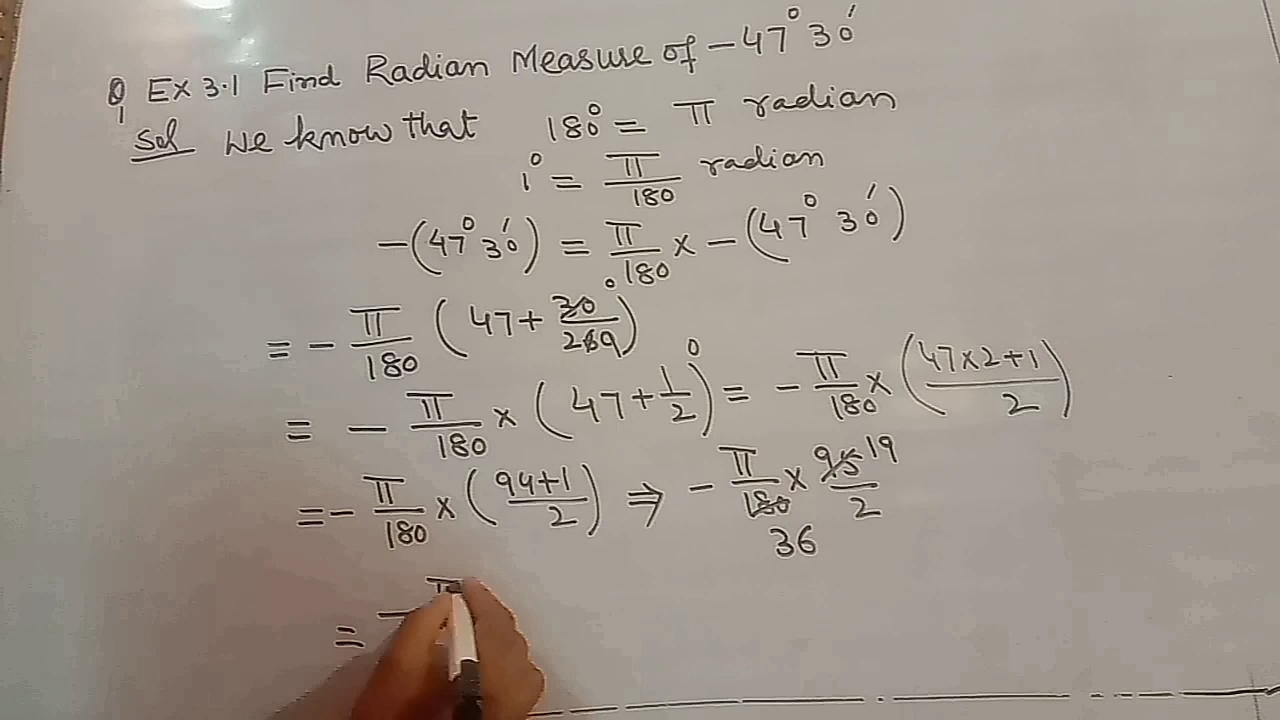 Q1 Ex 3.1 Find Radian Measure of -47° 30′
Sol We know that 180° = π radian
1° = π/180 radian
-(47° 30′) = π/180 × -(47° 30′)
= - π/180 (47 + 30/60)
= - π/180 × (47 + 1/2)° = - π/180 × (47×2+1/2)
= - π/180 × (94+1/2) ⇒ - π/180 × 95/2 19
36
= - π